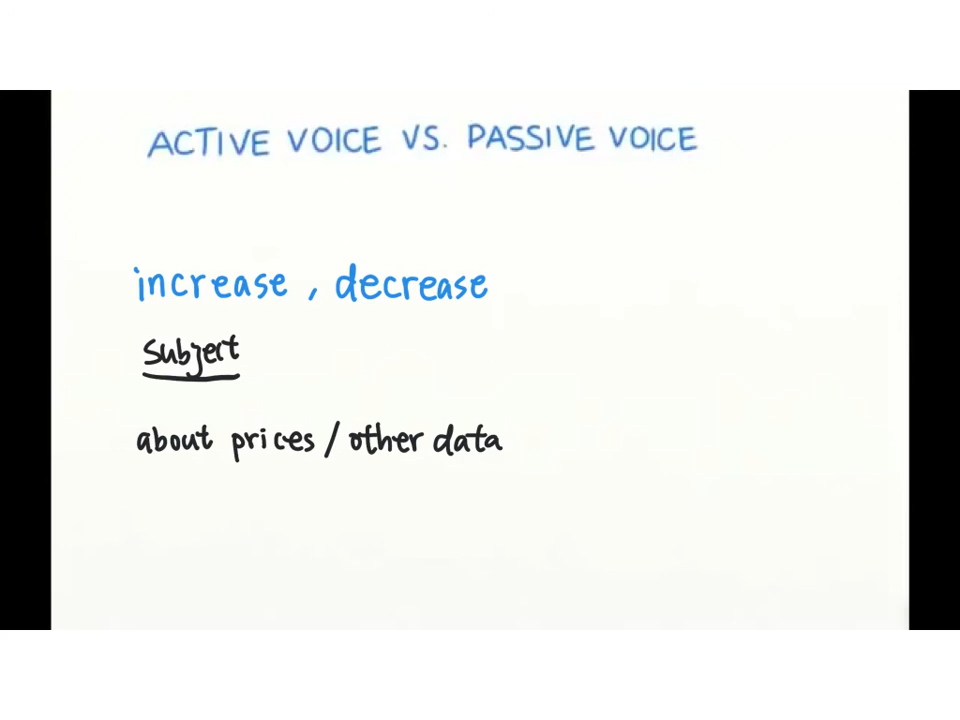 ACTIVE VOICE VS. PASSIVE VOICE
increase, decrease
Subject
about prices / other data